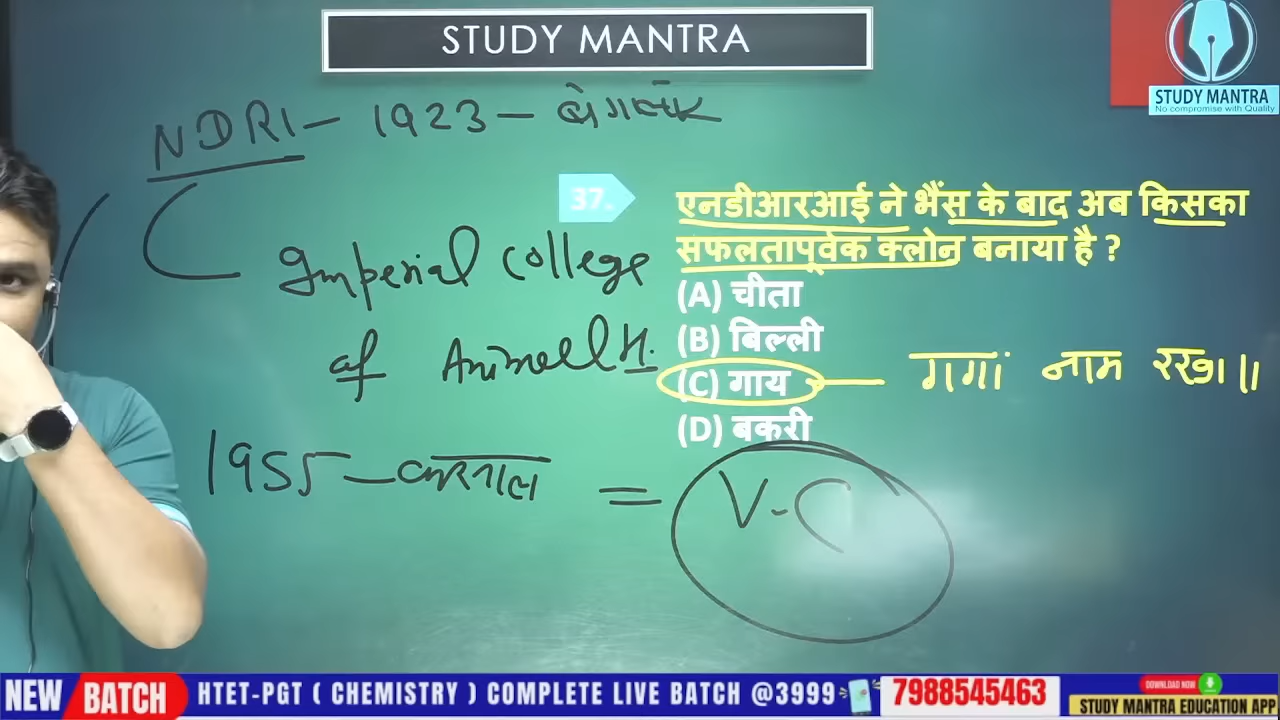 STUDY MANTRA
STUDY MANTRA
No compromise with Quality
NDRI - 1923 - बेंगलौर
Imperial college
of Animal H.
1955 - करनाल = V-C
37. एनडीआरआई ने भैंस के बाद अब किसका
सफलतापूर्वक क्लोन बनाया है ?
(A) चीता
(B) बिल्ली
(C) गाय — गंगा नाम रखा॥
(D) बकरी
NEW BATCH HTET-PGT ( CHEMISTRY ) COMPLETE LIVE BATCH @3999 7988545463
DOWNLOAD NOW
STUDY MANTRA EDUCATION APP